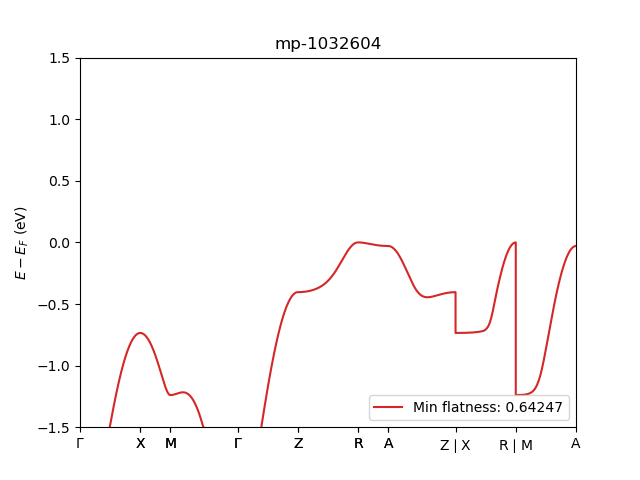 mp-1032604
1.5
1.0
0.5
0.0
−0.5
−1.0
−1.5
E − E_F (eV)
Min flatness: 0.64247
Γ X M Γ Z R A Z | X R | M A